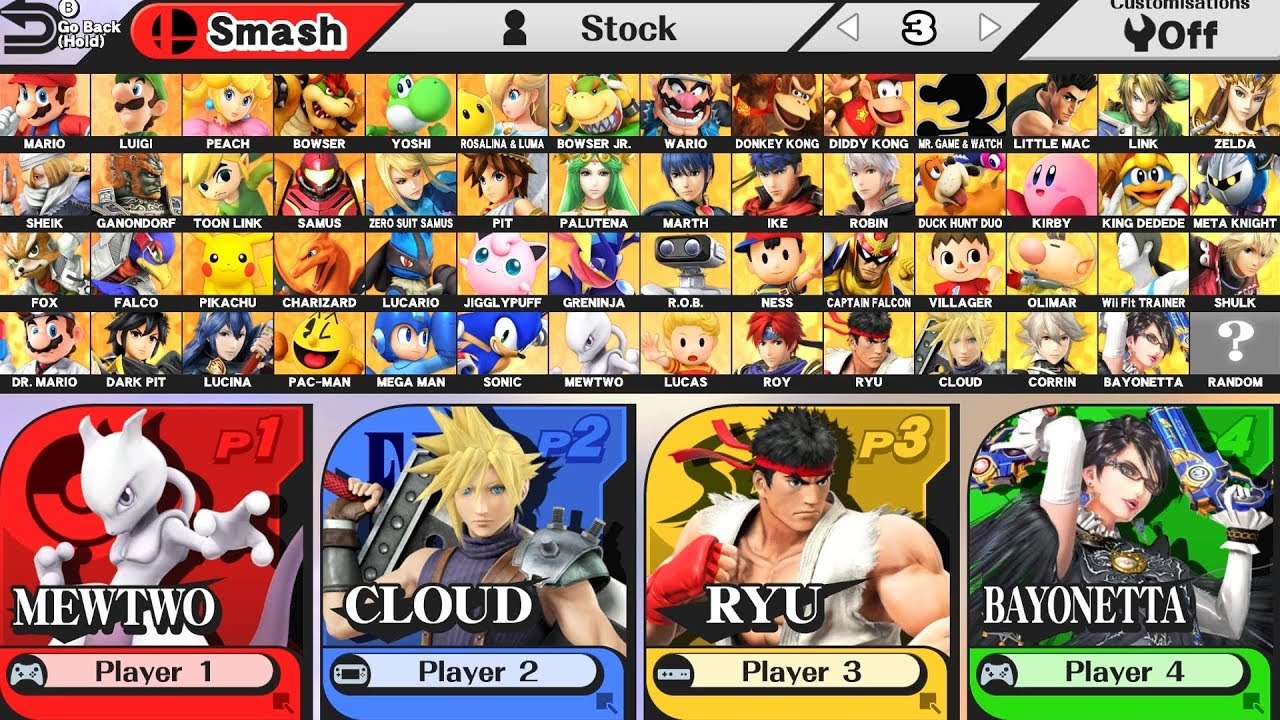 B
Go Back
(Hold)
Smash
Stock
3
Customisations
Off
MARIO LUIGI PEACH BOWSER YOSHI ROSALINA & LUMA BOWSER JR. WARIO DONKEY KONG DIDDY KONG MR. GAME & WATCH LITTLE MAC LINK ZELDA
SHEIK GANONDORF TOON LINK SAMUS ZERO SUIT SAMUS PIT PALUTENA MARTH IKE ROBIN DUCK HUNT DUO KIRBY KING DEDEDE META KNIGHT
FOX FALCO PIKACHU CHARIZARD LUCARIO JIGGLYPUFF GRENINJA R.O.B. NESS CAPTAIN FALCON VILLAGER OLIMAR Wii Fit TRAINER SHULK
?
DR. MARIO DARK PIT LUCINA PAC-MAN MEGA MAN SONIC MEWTWO LUCAS ROY RYU CLOUD CORRIN BAYONETTA RANDOM
P1 P2 P3 4
MEWTWO CLOUD RYU BAYONETTA
Player 1 Player 2 Player 3 Player 4